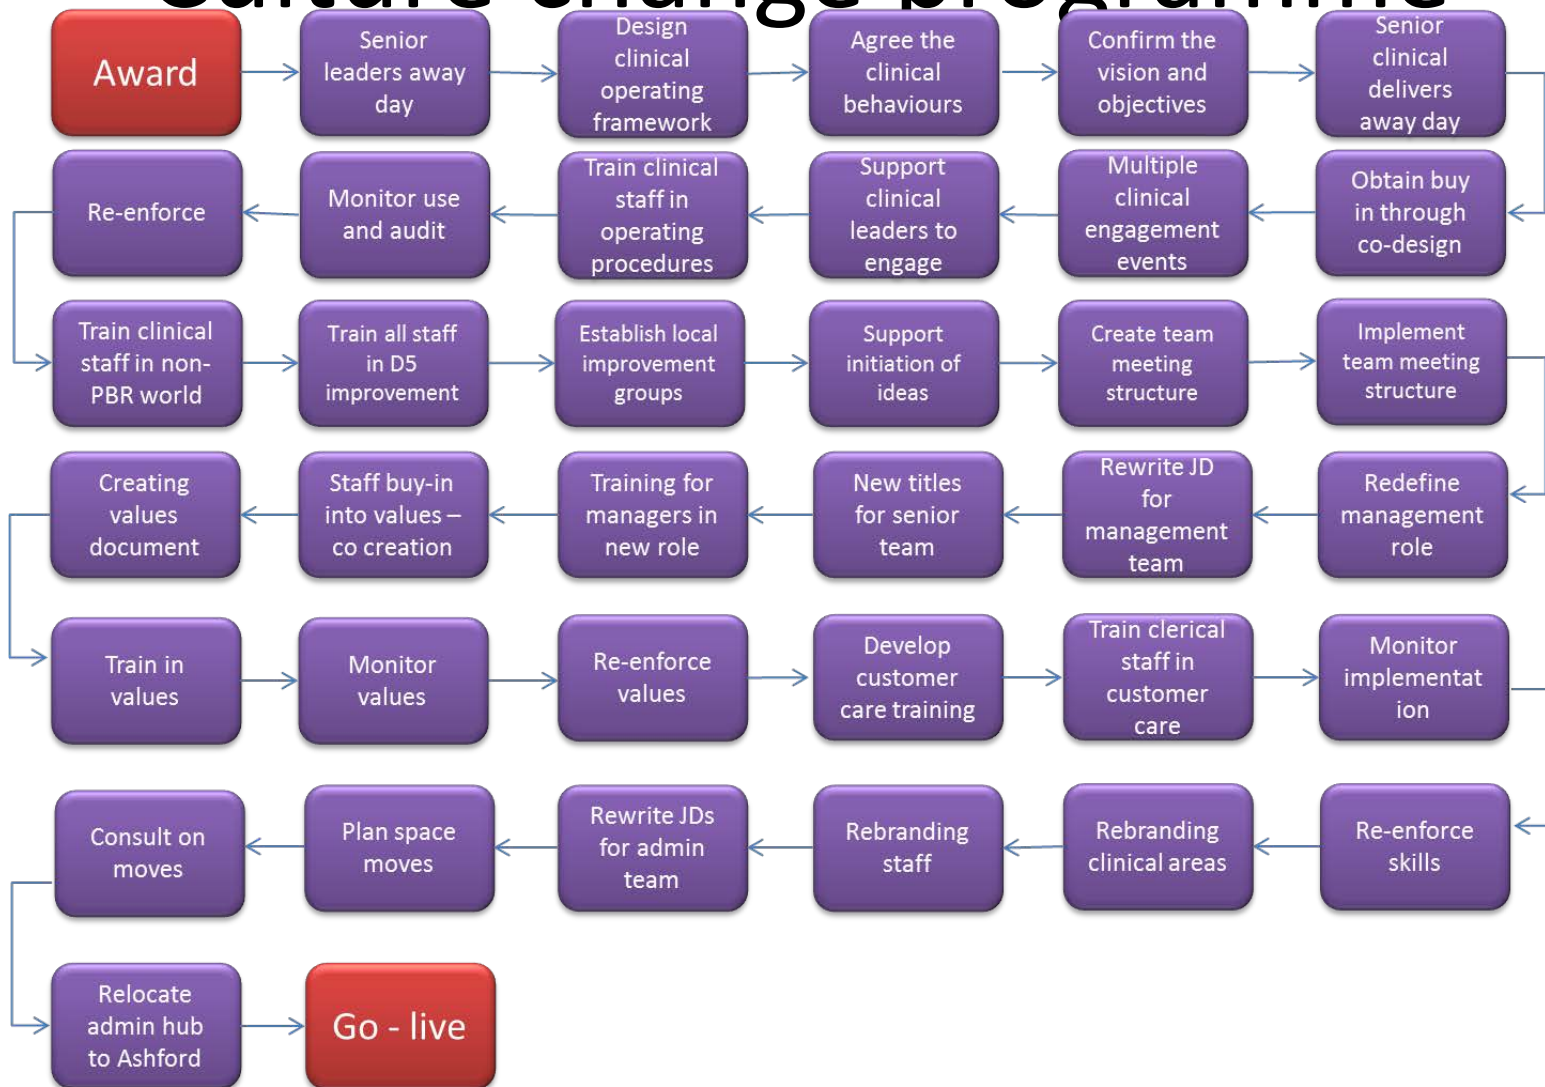 Culture change programme
Award
Senior
leaders away
day
Design
clinical
operating
framework
Agree the
clinical
behaviours
Confirm the
vision and
objectives
Senior
clinical
delivers
away day
Obtain buy
in through
co-design
Multiple
clinical
engagement
events
Support
clinical
leaders to
engage
Train clinical
staff in
operating
procedures
Monitor use
and audit
Re-enforce
Train clinical
staff in non-
PBR world
Train all staff
in D5
improvement
Establish local
improvement
groups
Support
initiation of
ideas
Create team
meeting
structure
Implement
team meeting
structure
Redefine
management
role
Rewrite JD
for
management
team
New titles
for senior
team
Training for
managers in
new role
Staff buy-in
into values –
co creation
Creating
values
document
Train in
values
Monitor
values
Re-enforce
values
Develop
customer
care training
Train clerical
staff in
customer
care
Monitor
implementat
ion
Re-enforce
skills
Rebranding
clinical areas
Rebranding
staff
Rewrite JDs
for admin
team
Plan space
moves
Consult on
moves
Relocate
admin hub
to Ashford
Go - live